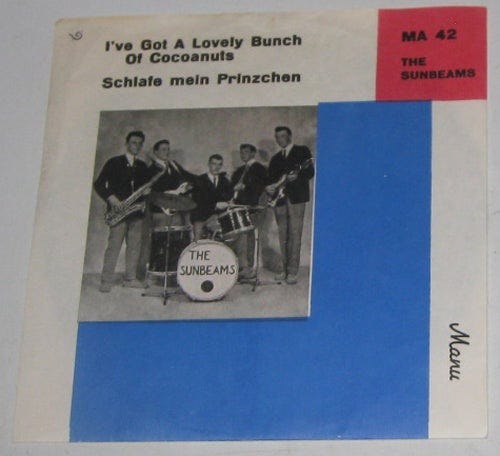 I've Got A Lovely Bunch
Of Cocoanuts
Schlafe mein Prinzchen
MA 42
THE
SUNBEAMS
THE
SUNBEAMS
Manu